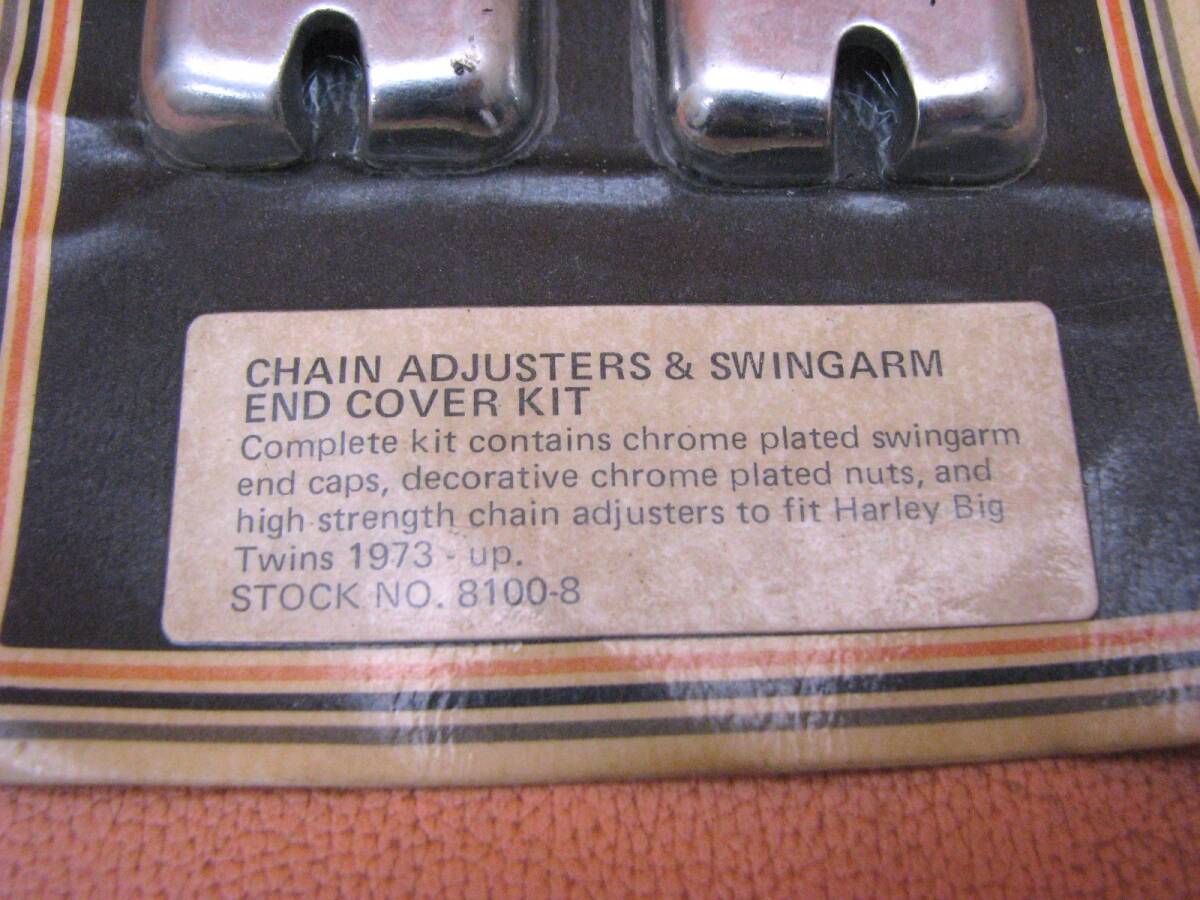 CHAIN ADJUSTERS & SWINGARM
END COVER KIT
Complete kit contains chrome plated swingarm
end caps, decorative chrome plated nuts, and
high strength chain adjusters to fit Harley Big
Twins 1973 - up.
STOCK NO. 8100-8